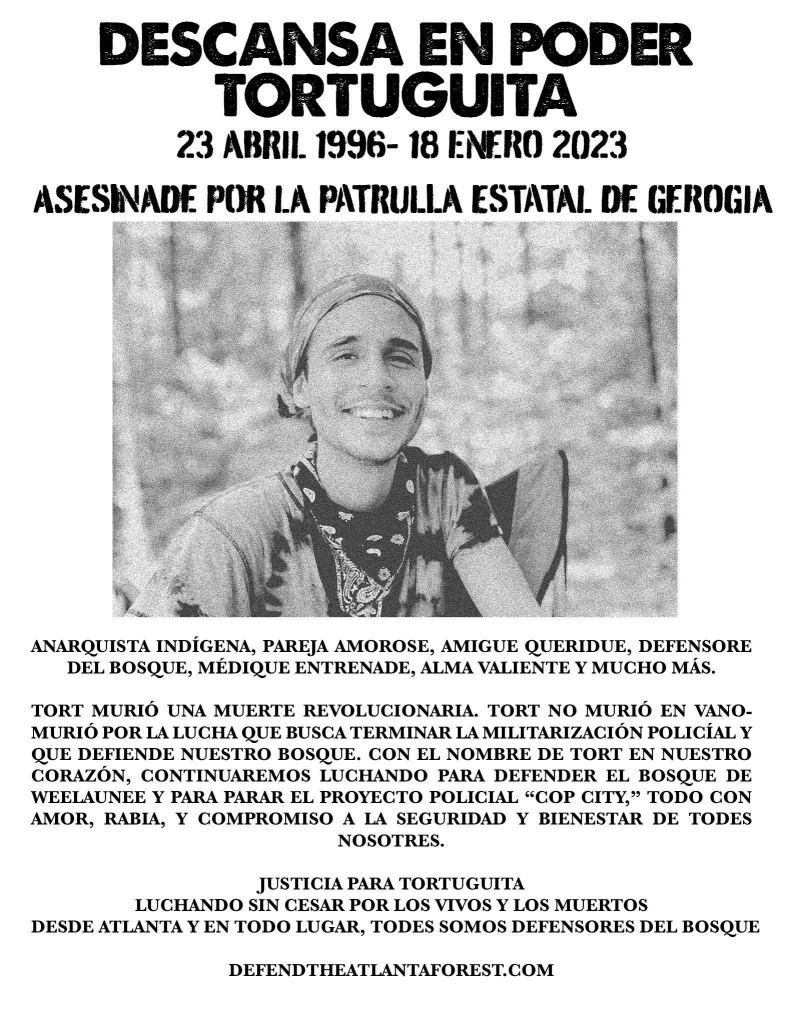 DESCANSA EN PODER
TORTUGUITA
23 ABRIL 1996- 18 ENERO 2023
ASESINADE POR LA PATRULLA ESTATAL DE GEROGIA
ANARQUISTA INDÍGENA, PAREJA AMOROSE, AMIGUE QUERIDUE, DEFENSORE
DEL BOSQUE, MÉDIQUE ENTRENADE, ALMA VALIENTE Y MUCHO MÁS.
TORT MURIÓ UNA MUERTE REVOLUCIONARIA. TORT NO MURIÓ EN VANO-
MURIÓ POR LA LUCHA QUE BUSCA TERMINAR LA MILITARIZACIÓN POLICÍAL Y
QUE DEFIENDE NUESTRO BOSQUE. CON EL NOMBRE DE TORT EN NUESTRO
CORAZÓN, CONTINUAREMOS LUCHANDO PARA DEFENDER EL BOSQUE DE
WEELAUNEE Y PARA PARAR EL PROYECTO POLICIAL “COP CITY,” TODO CON
AMOR, RABIA, Y COMPROMISO A LA SEGURIDAD Y BIENESTAR DE TODES
NOSOTRES.
JUSTICIA PARA TORTUGUITA
LUCHANDO SIN CESAR POR LOS VIVOS Y LOS MUERTOS
DESDE ATLANTA Y EN TODO LUGAR, TODES SOMOS DEFENSORES DEL BOSQUE
DEFENDTHEATLANTAFOREST.COM